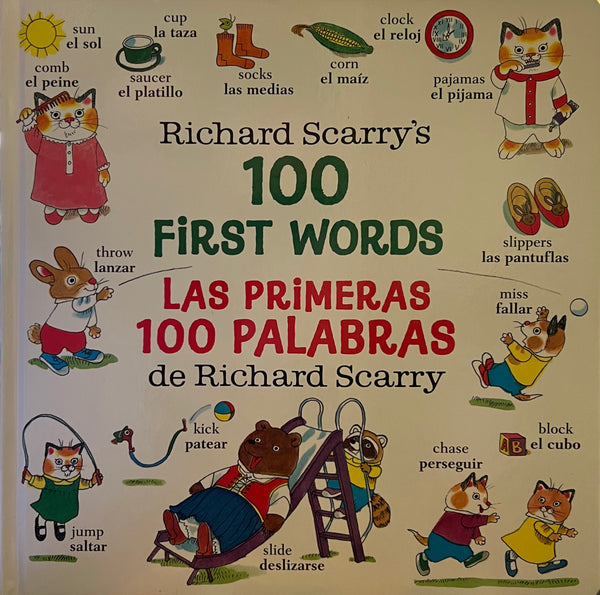 sun
el sol
cup
la taza
saucer
el platillo
socks
las medias
corn
el maíz
clock
el reloj
pajamas
el pijama
comb
el peine
Richard Scarry's
100
FiRST WORDS
LAS PRiMERAS
100 PALABRAS
de Richard Scarry
slippers
las pantuflas
throw
lanzar
miss
fallar
kick
patear
jump
saltar
slide
deslizarse
chase
perseguir
block
el cubo
AB